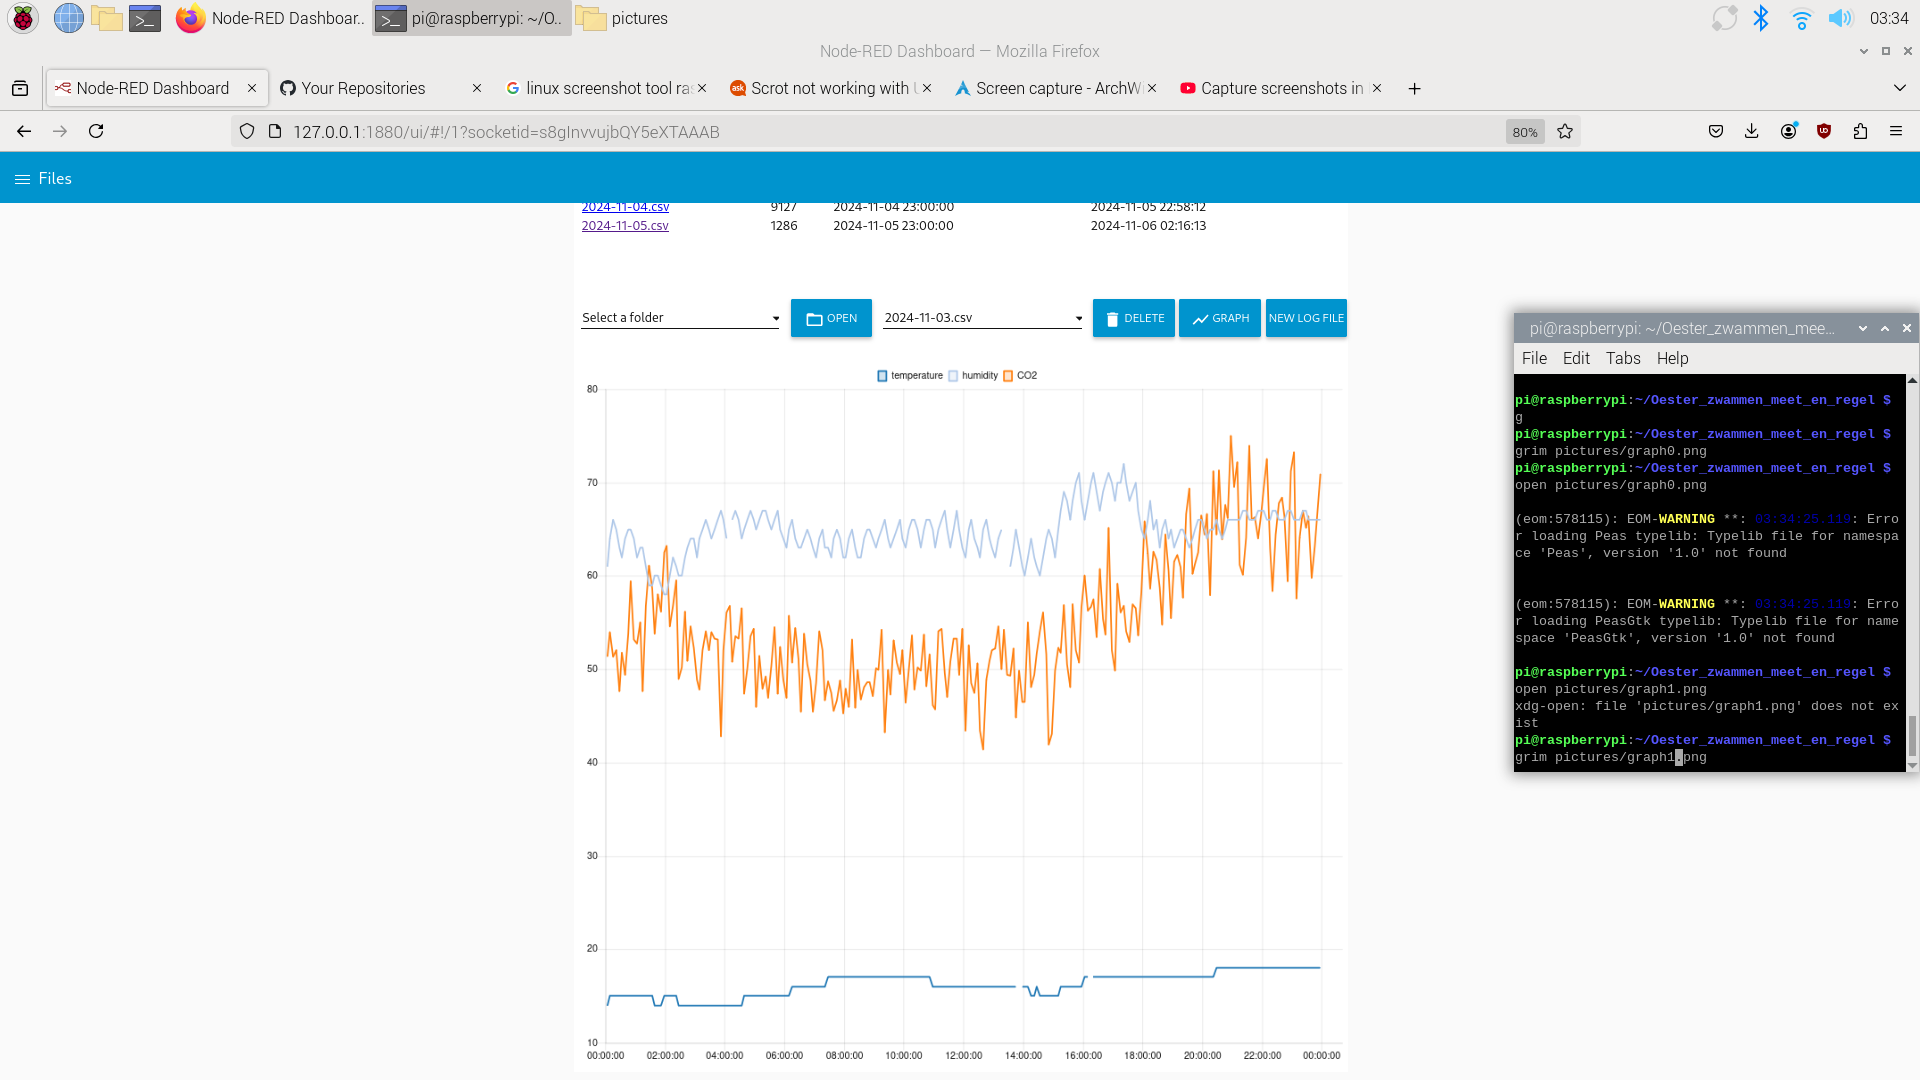 Node-RED Dashboar.. pi@raspberrypi: ~/O.. pictures 03:34
Node-RED Dashboard — Mozilla Firefox
Node-RED Dashboard Your Repositories linux screenshot tool ras Scrot not working with U Screen capture - ArchWi Capture screenshots in
127.0.0.1:1880/ui/#!/1?socketid=s8gInvvujbQY5eXTAAAB 80%
Files
2024-11-04.csv 9127 2024-11-04 23:00:00 2024-11-05 22:58:12
2024-11-05.csv 1286 2024-11-05 23:00:00 2024-11-06 02:16:13
Select a folder OPEN 2024-11-03.csv DELETE GRAPH NEW LOG FILE
temperature humidity CO2
80
70
60
50
40
30
20
10
00:00:00 02:00:00 04:00:00 06:00:00 08:00:00 10:00:00 12:00:00 14:00:00 16:00:00 18:00:00 20:00:00 22:00:00 00:00:00
pi@raspberrypi: ~/Oester_zwammen_mee...
File Edit Tabs Help
pi@raspberrypi:~/Oester_zwammen_meet_en_regel $
g
pi@raspberrypi:~/Oester_zwammen_meet_en_regel $
grim pictures/graph0.png
pi@raspberrypi:~/Oester_zwammen_meet_en_regel $
open pictures/graph0.png
(eom:578115): EOM-WARNING **: 03:34:25.119: Erro
r loading Peas typelib: Typelib file for namespa
ce 'Peas', version '1.0' not found
(eom:578115): EOM-WARNING **: 03:34:25.119: Erro
r loading PeasGtk typelib: Typelib file for name
space 'PeasGtk', version '1.0' not found
pi@raspberrypi:~/Oester_zwammen_meet_en_regel $
open pictures/graph1.png
xdg-open: file 'pictures/graph1.png' does not ex
ist
pi@raspberrypi:~/Oester_zwammen_meet_en_regel $
grim pictures/graph1.png